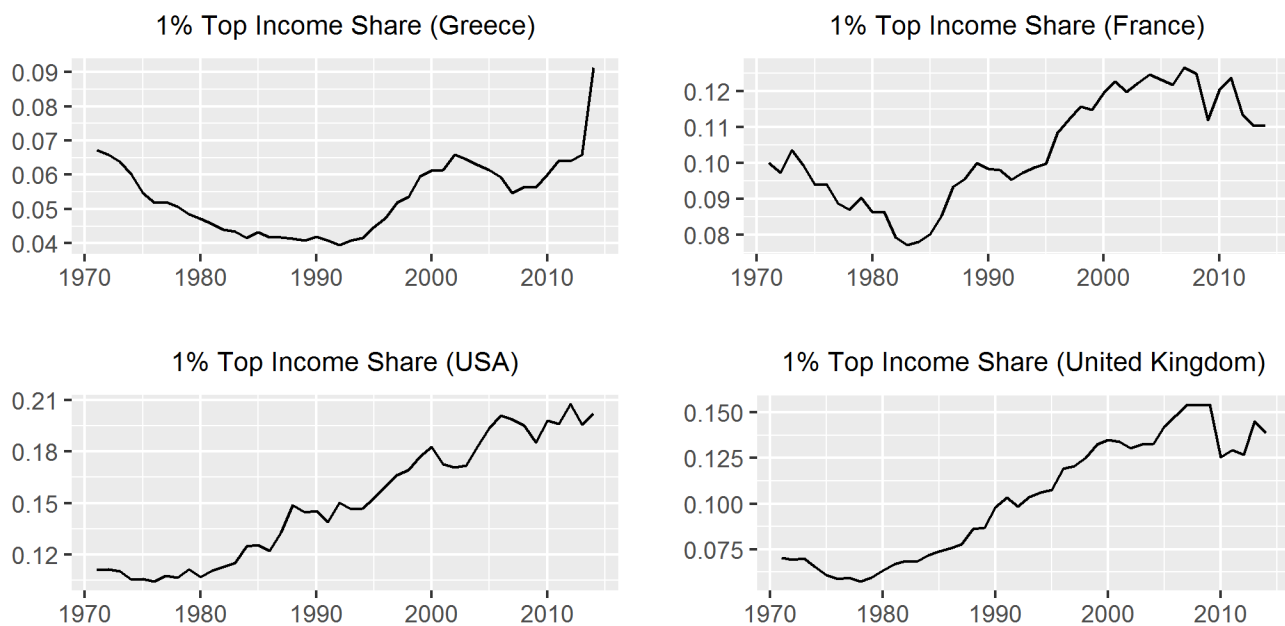 1% Top Income Share (Greece)
0.09
0.08
0.07
0.06
0.05
0.04
1970 1980 1990 2000 2010
1% Top Income Share (France)
0.12
0.11
0.10
0.09
0.08
1970 1980 1990 2000 2010
1% Top Income Share (USA)
0.21
0.18
0.15
0.12
1970 1980 1990 2000 2010
1% Top Income Share (United Kingdom)
0.150
0.125
0.100
0.075
1970 1980 1990 2000 2010